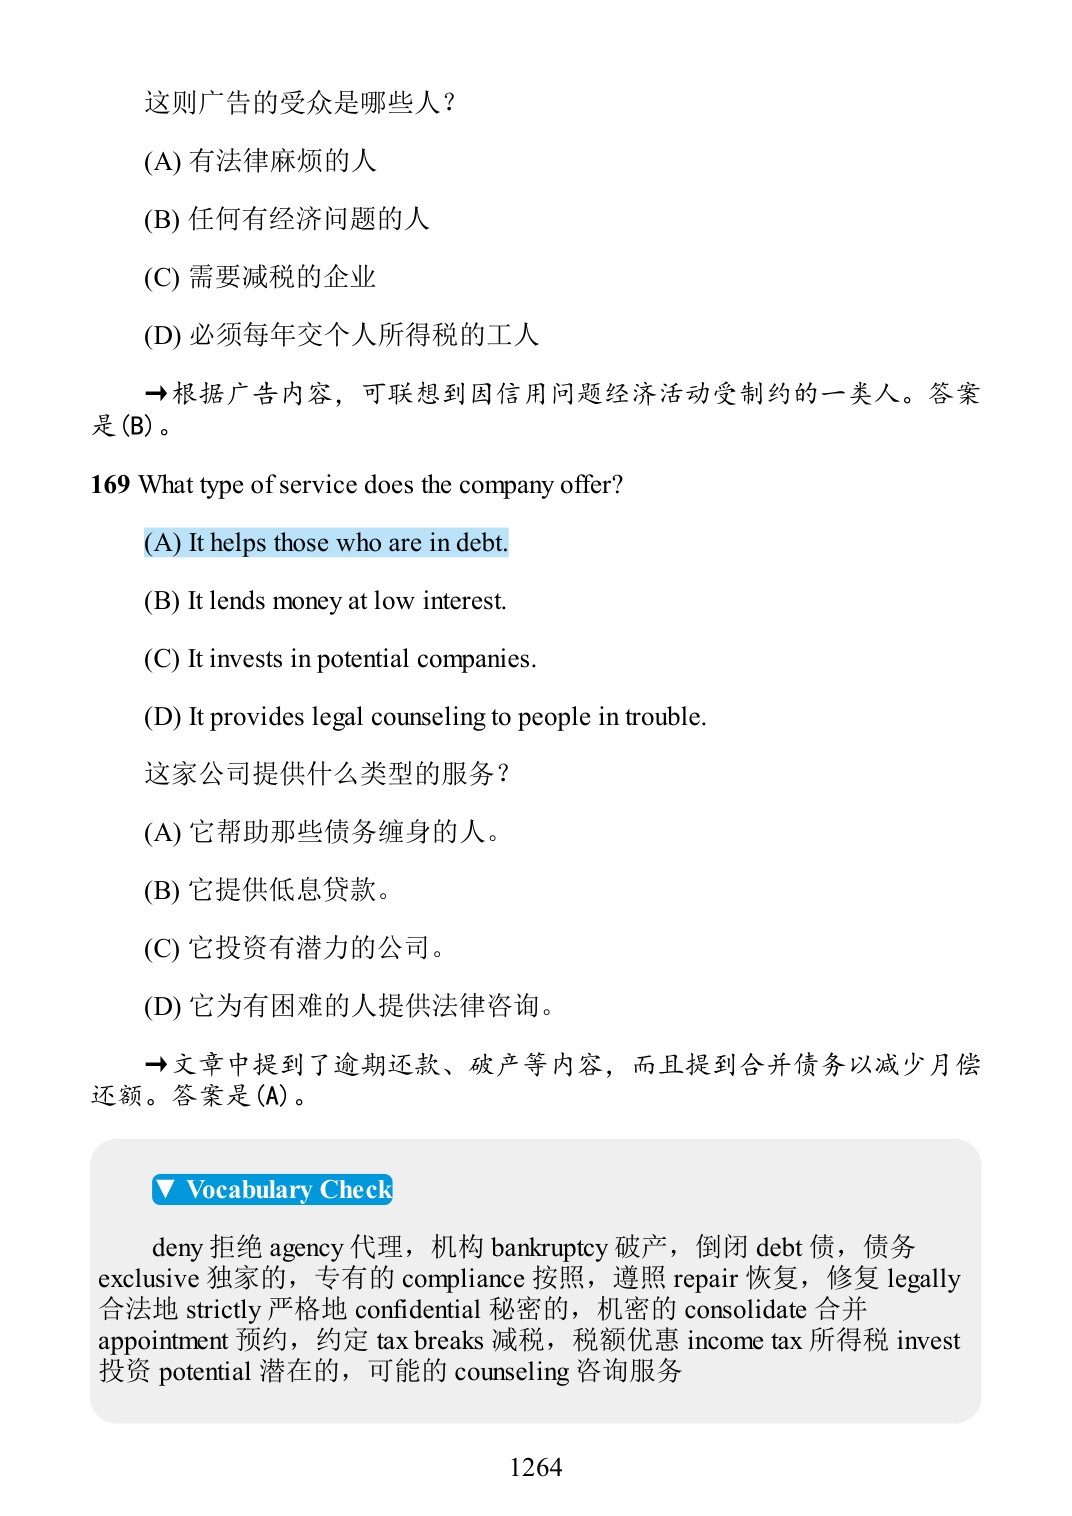 这则广告的受众是哪些人？
(A) 有法律麻烦的人
(B) 任何有经济问题的人
(C) 需要减税的企业
(D) 必须每年交个人所得税的工人
→根据广告内容，可联想到因信用问题经济活动受制约的一类人。答案
是(B)。
169 What type of service does the company offer?
(A) It helps those who are in debt.
(B) It lends money at low interest.
(C) It invests in potential companies.
(D) It provides legal counseling to people in trouble.
这家公司提供什么类型的服务？
(A) 它帮助那些债务缠身的人。
(B) 它提供低息贷款。
(C) 它投资有潜力的公司。
(D) 它为有困难的人提供法律咨询。
→文章中提到了逾期还款、破产等内容，而且提到合并债务以减少月偿
还额。答案是(A)。
▼ Vocabulary Check
deny 拒绝 agency 代理，机构 bankruptcy 破产，倒闭 debt 债，债务
exclusive 独家的，专有的 compliance 按照，遵照 repair 恢复，修复 legally
合法地 strictly 严格地 confidential 秘密的，机密的 consolidate 合并
appointment 预约，约定 tax breaks 减税，税额优惠 income tax 所得税 invest
投资 potential 潜在的，可能的 counseling 咨询服务
1264